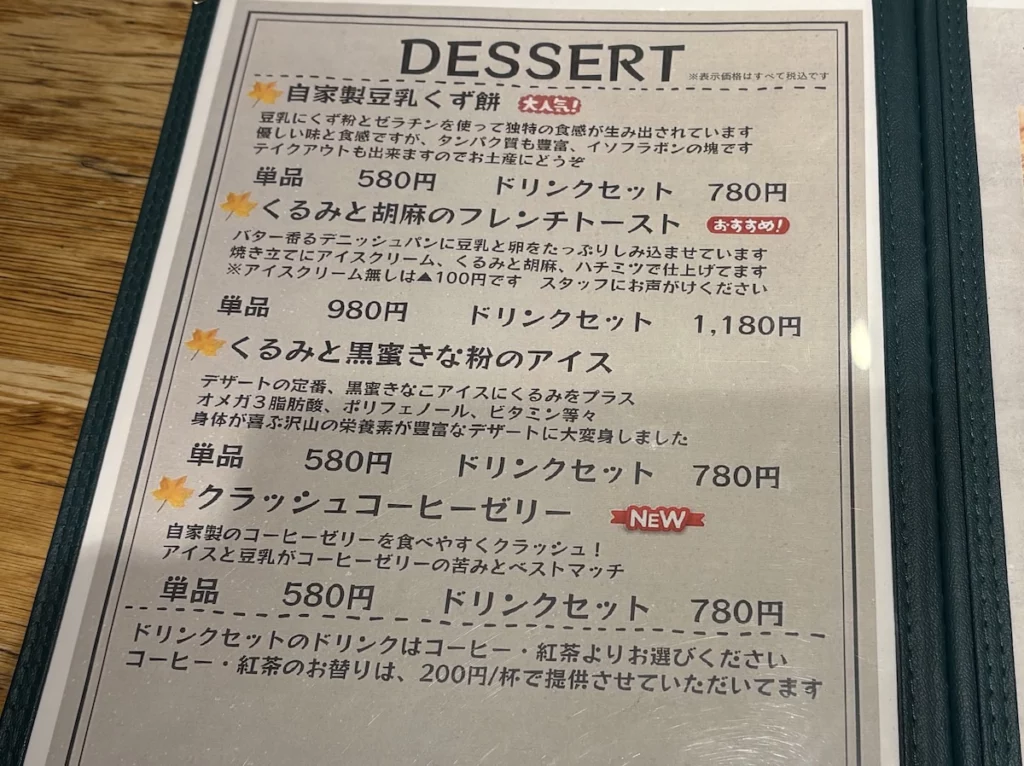 DESSERT
※表示価格はすべて税込です
自家製豆乳くず餅 大人気!
豆乳にくず粉とゼラチンを使って独特の食感が生み出されています
優しい味と食感ですが、タンパク質も豊富、イソフラボンの塊です
テイクアウトも出来ますのでお土産にどうぞ
単品 580円 ドリンクセット 780円
くるみと胡麻のフレンチトースト おすすめ!
バター香るデニッシュパンに豆乳と卵をたっぷりしみ込ませています
焼き立てにアイスクリーム、くるみと胡麻、ハチミツで仕上げてます
※アイスクリーム無しは▲100円です スタッフにお声がけください
単品 980円 ドリンクセット 1,180円
くるみと黒蜜きな粉のアイス
デザートの定番、黒蜜きなこアイスにくるみをプラス
オメガ3脂肪酸、ポリフェノール、ビタミン等々
身体が喜ぶ沢山の栄養素が豊富なデザートに大変身しました
単品 580円 ドリンクセット 780円
クラッシュコーヒーゼリー NEW
自家製のコーヒーゼリーを食べやすくクラッシュ!
アイスと豆乳がコーヒーゼリーの苦みとベストマッチ
単品 580円 ドリンクセット 780円
ドリンクセットのドリンクはコーヒー・紅茶よりお選びください
コーヒー・紅茶のお替りは、200円/杯で提供させていただいてます